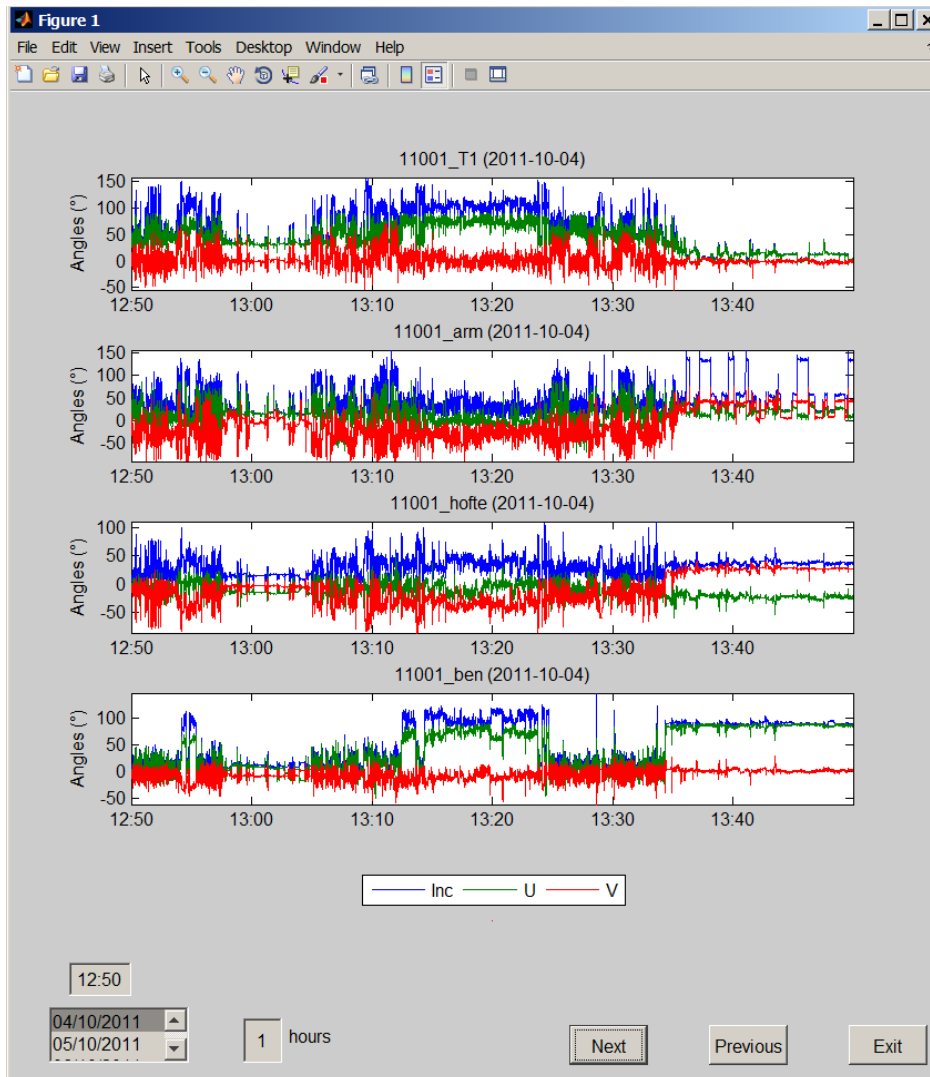 Figure 1
File Edit View Insert Tools Desktop Window Help
11001_T1 (2011-10-04)
Angles (°)
150
100
50
0
-50
12:50 13:00 13:10 13:20 13:30 13:40
11001_arm (2011-10-04)
Angles (°)
150
100
50
0
-50
12:50 13:00 13:10 13:20 13:30 13:40
11001_hofte (2011-10-04)
Angles (°)
100
50
0
-50
12:50 13:00 13:10 13:20 13:30 13:40
11001_ben (2011-10-04)
Angles (°)
100
50
0
-50
12:50 13:00 13:10 13:20 13:30 13:40
Inc U V
12:50
04/10/2011
05/10/2011
1 hours
Next Previous Exit